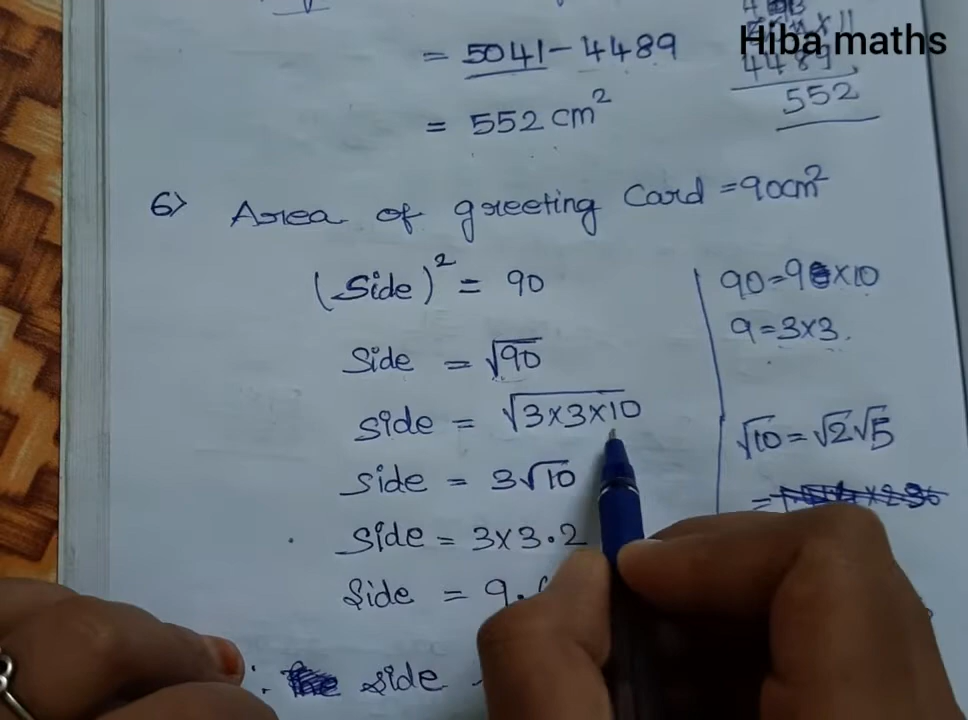 = 5041 - 4489
= 552 cm²
Hiba maths
4489
552
6> Area of greeting Card = 90cm²
(Side)² = 90
Side = √90
side = √3×3×10
side = 3√10
side = 3×3.2
Side = 9.
∴ side
90=9×10
9=3×3.
√10 = √2√5